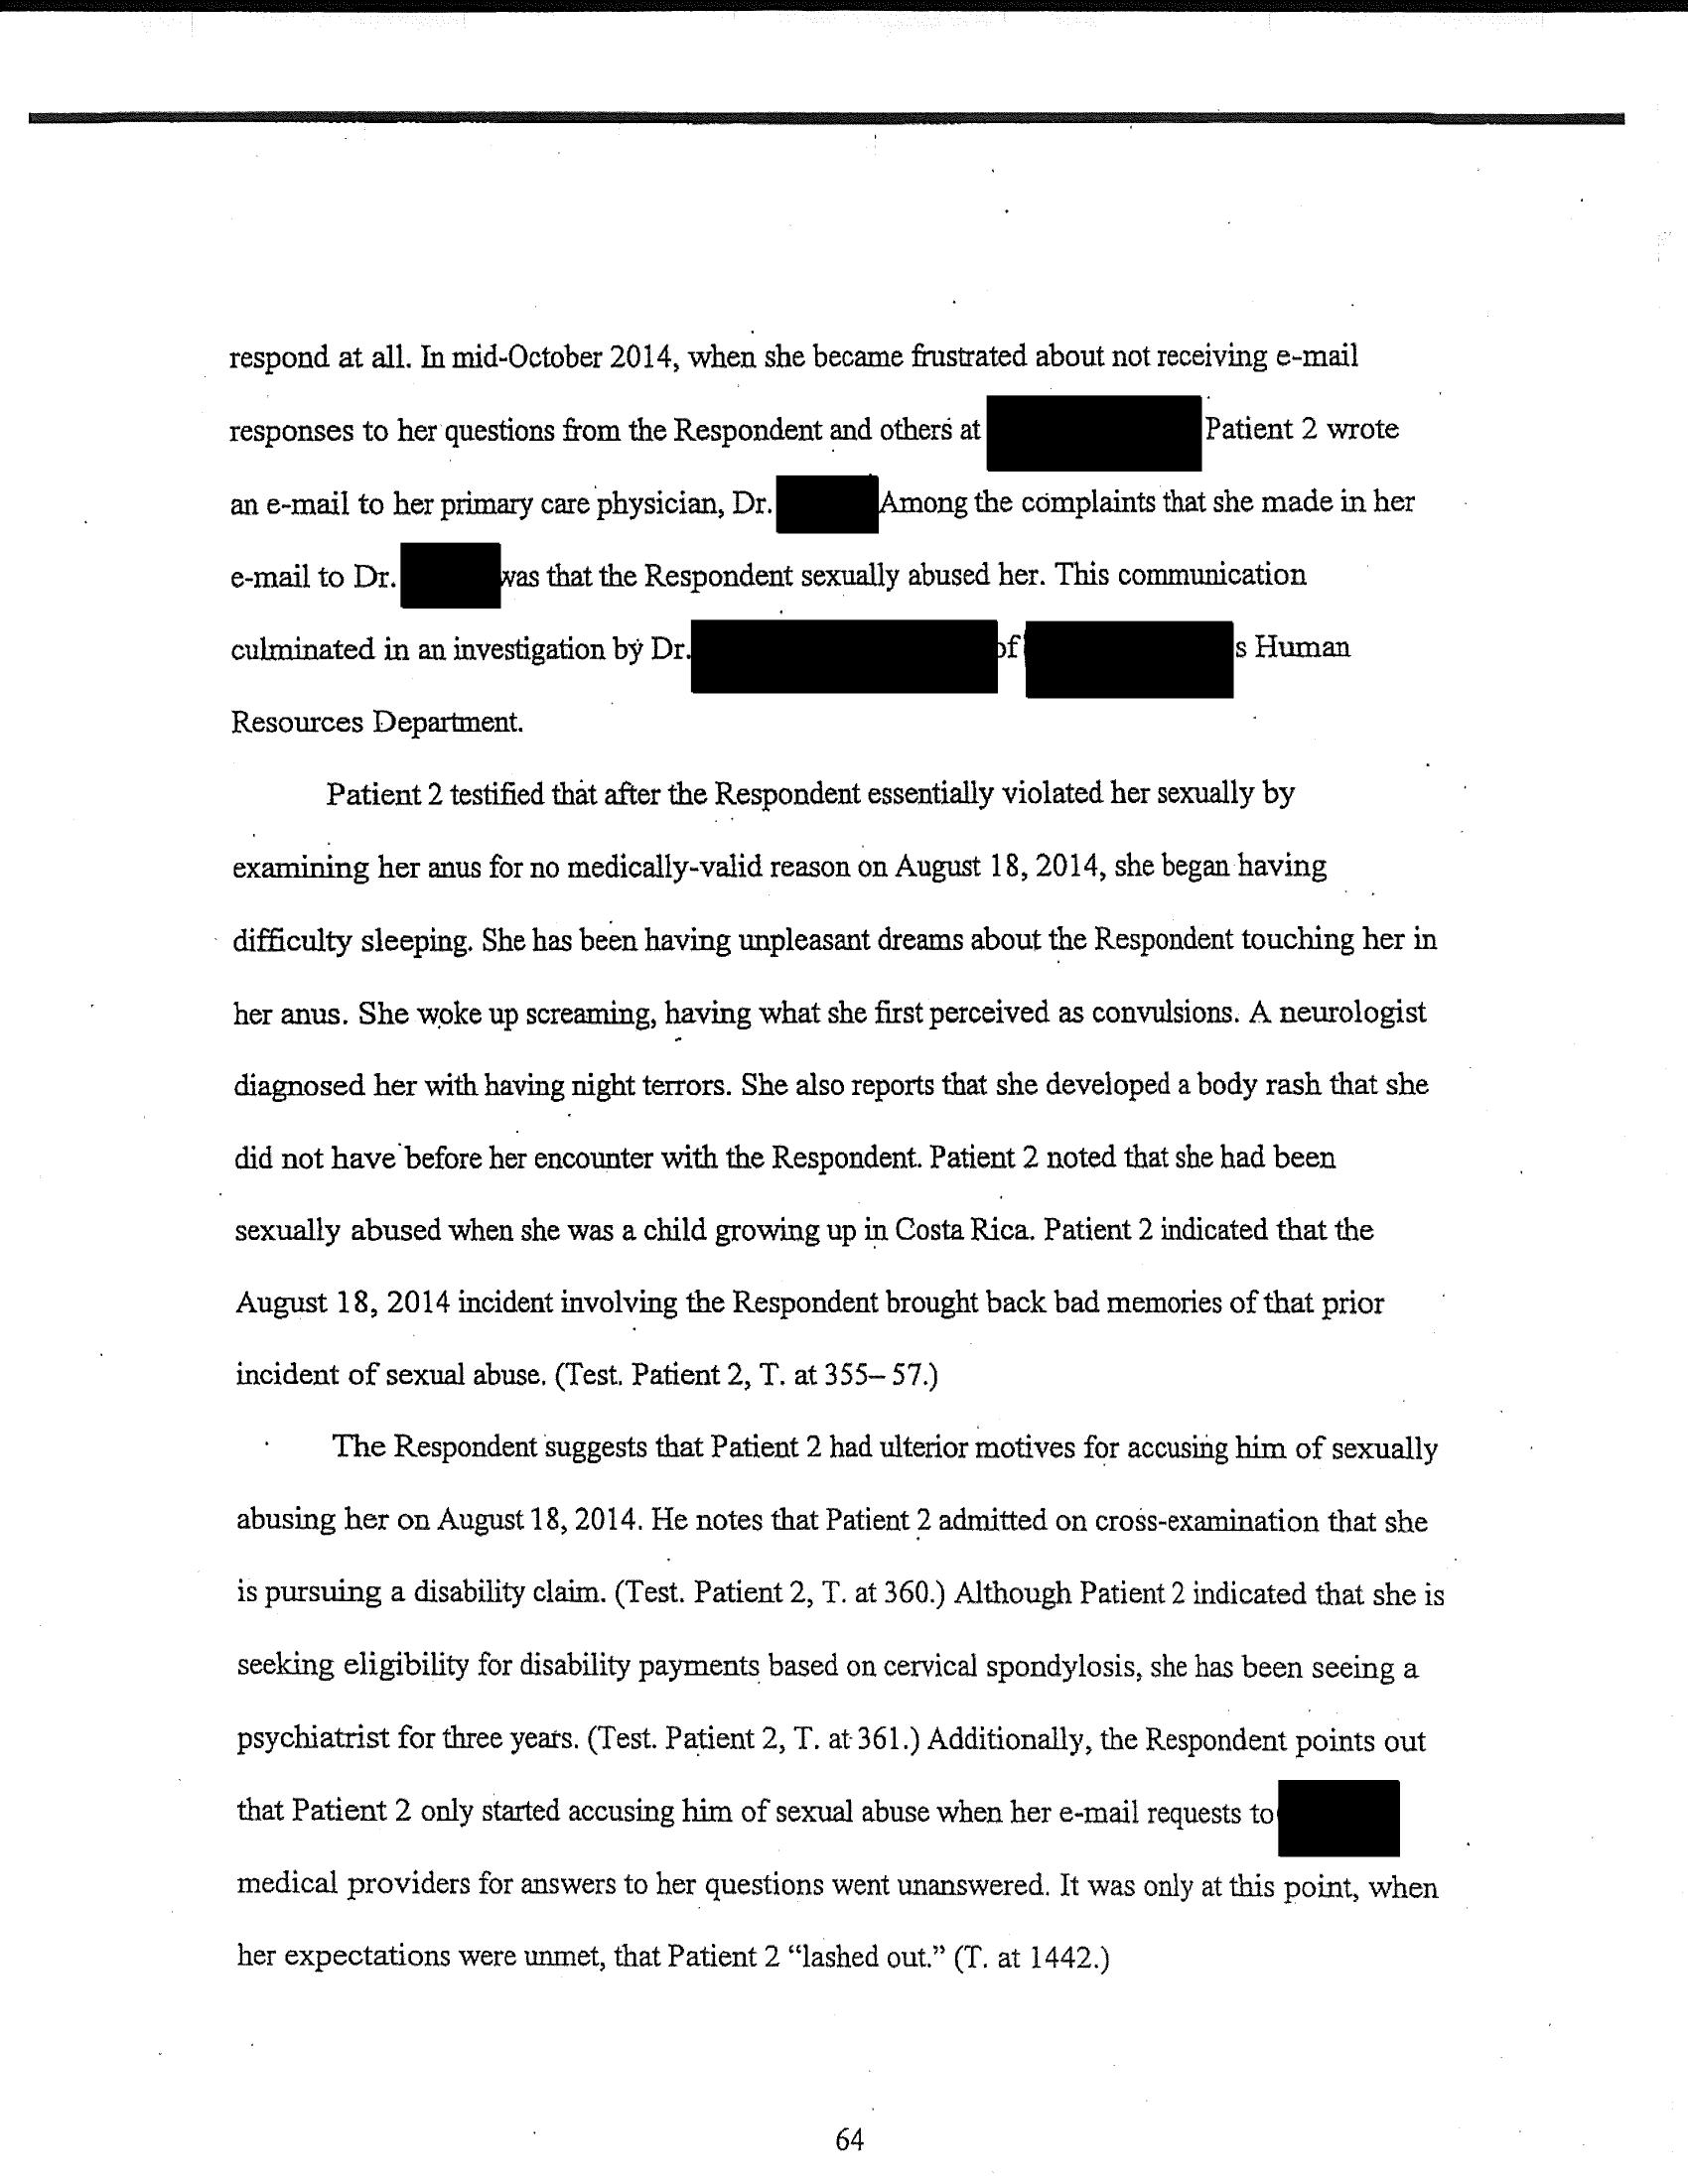 respond at all. In mid-October 2014, when she became frustrated about not receiving e-mail
responses to her questions from the Respondent and others at Patient 2 wrote
an e-mail to her primary care physician, Dr. Among the complaints that she made in her
e-mail to Dr. was that the Respondent sexually abused her. This communication
culminated in an investigation by Dr. of s Human
Resources Department.
Patient 2 testified that after the Respondent essentially violated her sexually by
examining her anus for no medically-valid reason on August 18, 2014, she began having
difficulty sleeping. She has been having unpleasant dreams about the Respondent touching her in
her anus. She woke up screaming, having what she first perceived as convulsions. A neurologist
diagnosed her with having night terrors. She also reports that she developed a body rash that she
did not have before her encounter with the Respondent. Patient 2 noted that she had been
sexually abused when she was a child growing up in Costa Rica. Patient 2 indicated that the
August 18, 2014 incident involving the Respondent brought back bad memories of that prior
incident of sexual abuse. (Test. Patient 2, T. at 355– 57.)
The Respondent suggests that Patient 2 had ulterior motives for accusing him of sexually
abusing her on August 18, 2014. He notes that Patient 2 admitted on cross-examination that she
is pursuing a disability claim. (Test. Patient 2, T. at 360.) Although Patient 2 indicated that she is
seeking eligibility for disability payments based on cervical spondylosis, she has been seeing a
psychiatrist for three years. (Test. Patient 2, T. at 361.) Additionally, the Respondent points out
that Patient 2 only started accusing him of sexual abuse when her e-mail requests to
medical providers for answers to her questions went unanswered. It was only at this point, when
her expectations were unmet, that Patient 2 “lashed out.” (T. at 1442.)
64